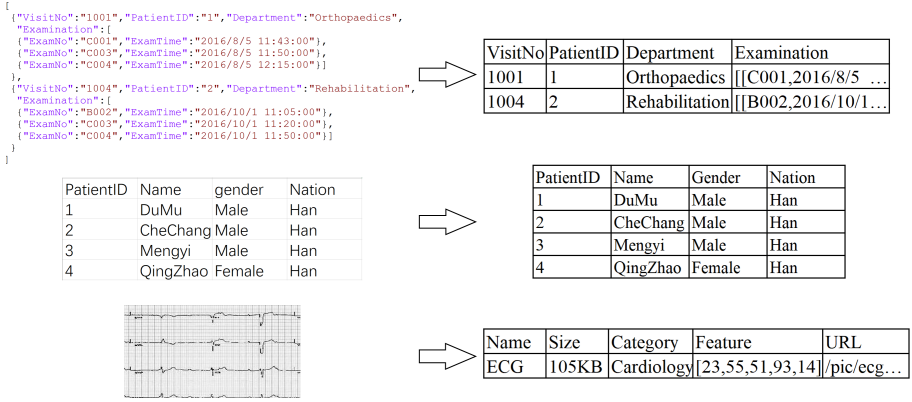 [
{"VisitNo":"1001","PatientID":"1","Department":"Orthopaedics",
"Examination":[
{"ExamNo":"C001","ExamTime":"2016/8/5 11:43:00"},
{"ExamNo":"C003","ExamTime":"2016/8/5 11:50:00"},
{"ExamNo":"C004","ExamTime":"2016/8/5 12:15:00"}]
},
{"VisitNo":"1004","PatientID":"2","Department":"Rehabilitation",
"Examination":[
{"ExamNo":"B002","ExamTime":"2016/10/1 11:05:00"},
{"ExamNo":"C003","ExamTime":"2016/10/1 11:20:00"},
{"ExamNo":"C004","ExamTime":"2016/10/1 11:50:00"}]
}
]
VisitNo PatientID Department Examination
1001 1 Orthopaedics [[C001,2016/8/5 ...
1004 2 Rehabilitation [[B002,2016/10/1...
PatientID Name gender Nation
1 DuMu Male Han
2 CheChang Male Han
3 Mengyi Male Han
4 QingZhao Female Han
PatientID Name Gender Nation
1 DuMu Male Han
2 CheChang Male Han
3 Mengyi Male Han
4 QingZhao Female Han
Name Size Category Feature URL
ECG 105KB Cardiology [23,55,51,93,14] /pic/ecg...